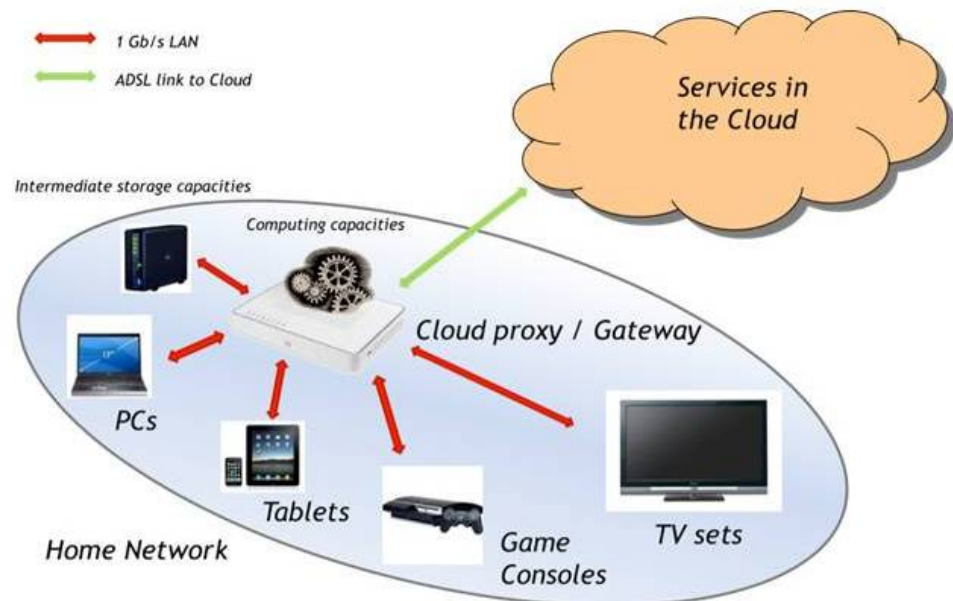 1 Gb/s LAN
ADSL link to Cloud
Services in
the Cloud
Intermediate storage capacities
Computing capacities
Cloud proxy / Gateway
PCs
Tablets
Game
Consoles
TV sets
Home Network